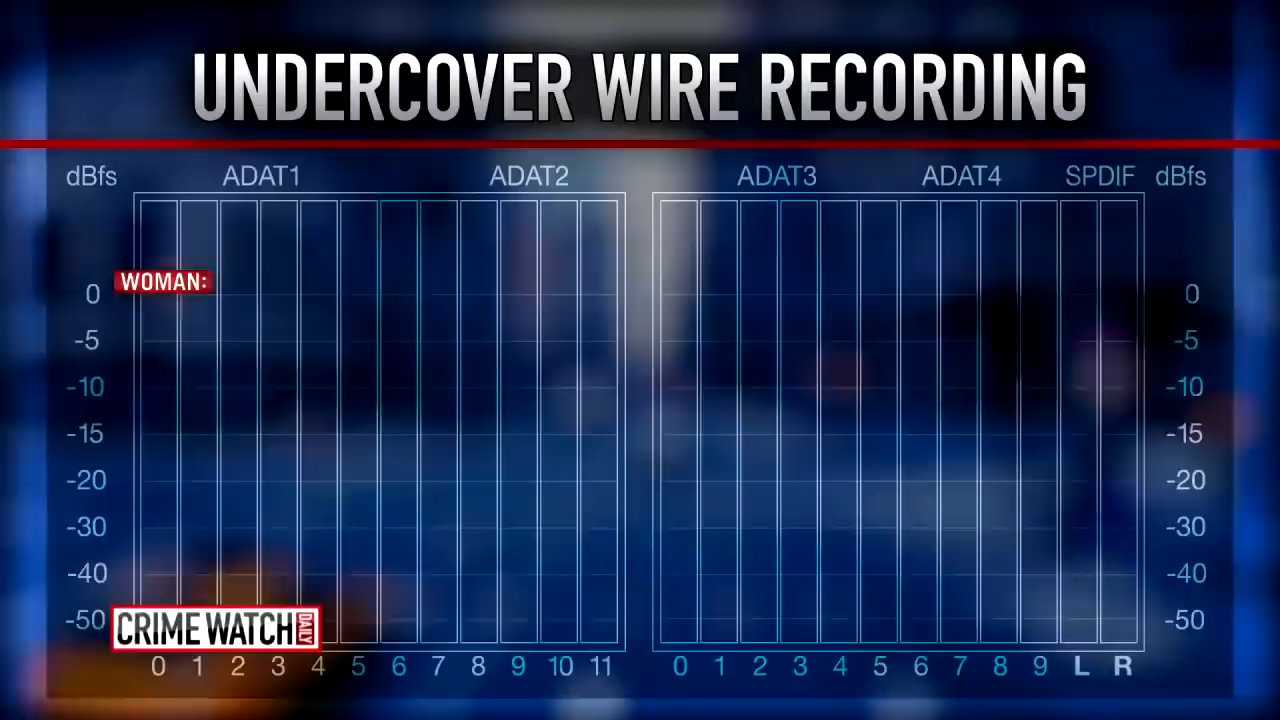 UNDERCOVER WIRE RECORDING
dBfs ADAT1 ADAT2 ADAT3 ADAT4 SPDIF dBfs
WOMAN:
0 0
-5 -5
-10 -10
-15 -15
-20 -20
-30 -30
-40 -40
-50 -50
CRIME WATCH DAILY
0 1 2 3 4 5 6 7 8 9 10 11 0 1 2 3 4 5 6 7 8 9 L R